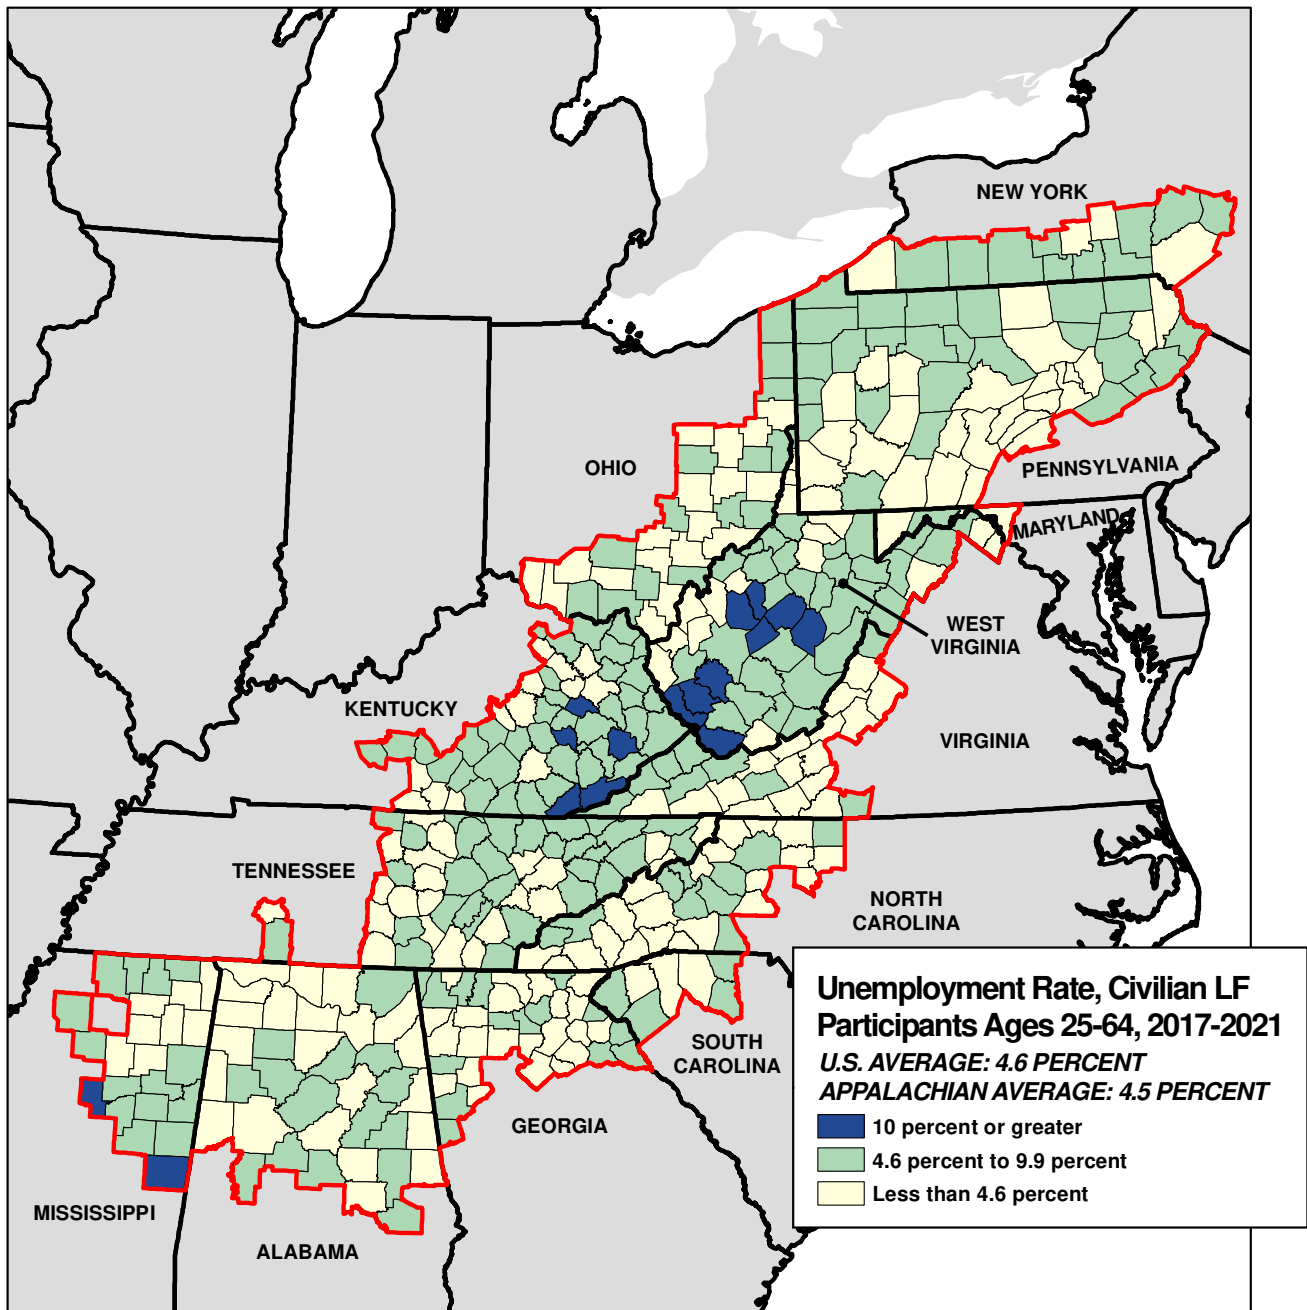 NEW YORK
OHIO
PENNSYLVANIA
MARYLAND
WEST
VIRGINIA
KENTUCKY
VIRGINIA
TENNESSEE
NORTH
CAROLINA
SOUTH
CAROLINA
GEORGIA
MISSISSIPPI
ALABAMA
Unemployment Rate, Civilian LF
Participants Ages 25-64, 2017-2021
U.S. AVERAGE: 4.6 PERCENT
APPALACHIAN AVERAGE: 4.5 PERCENT
10 percent or greater
4.6 percent to 9.9 percent
Less than 4.6 percent